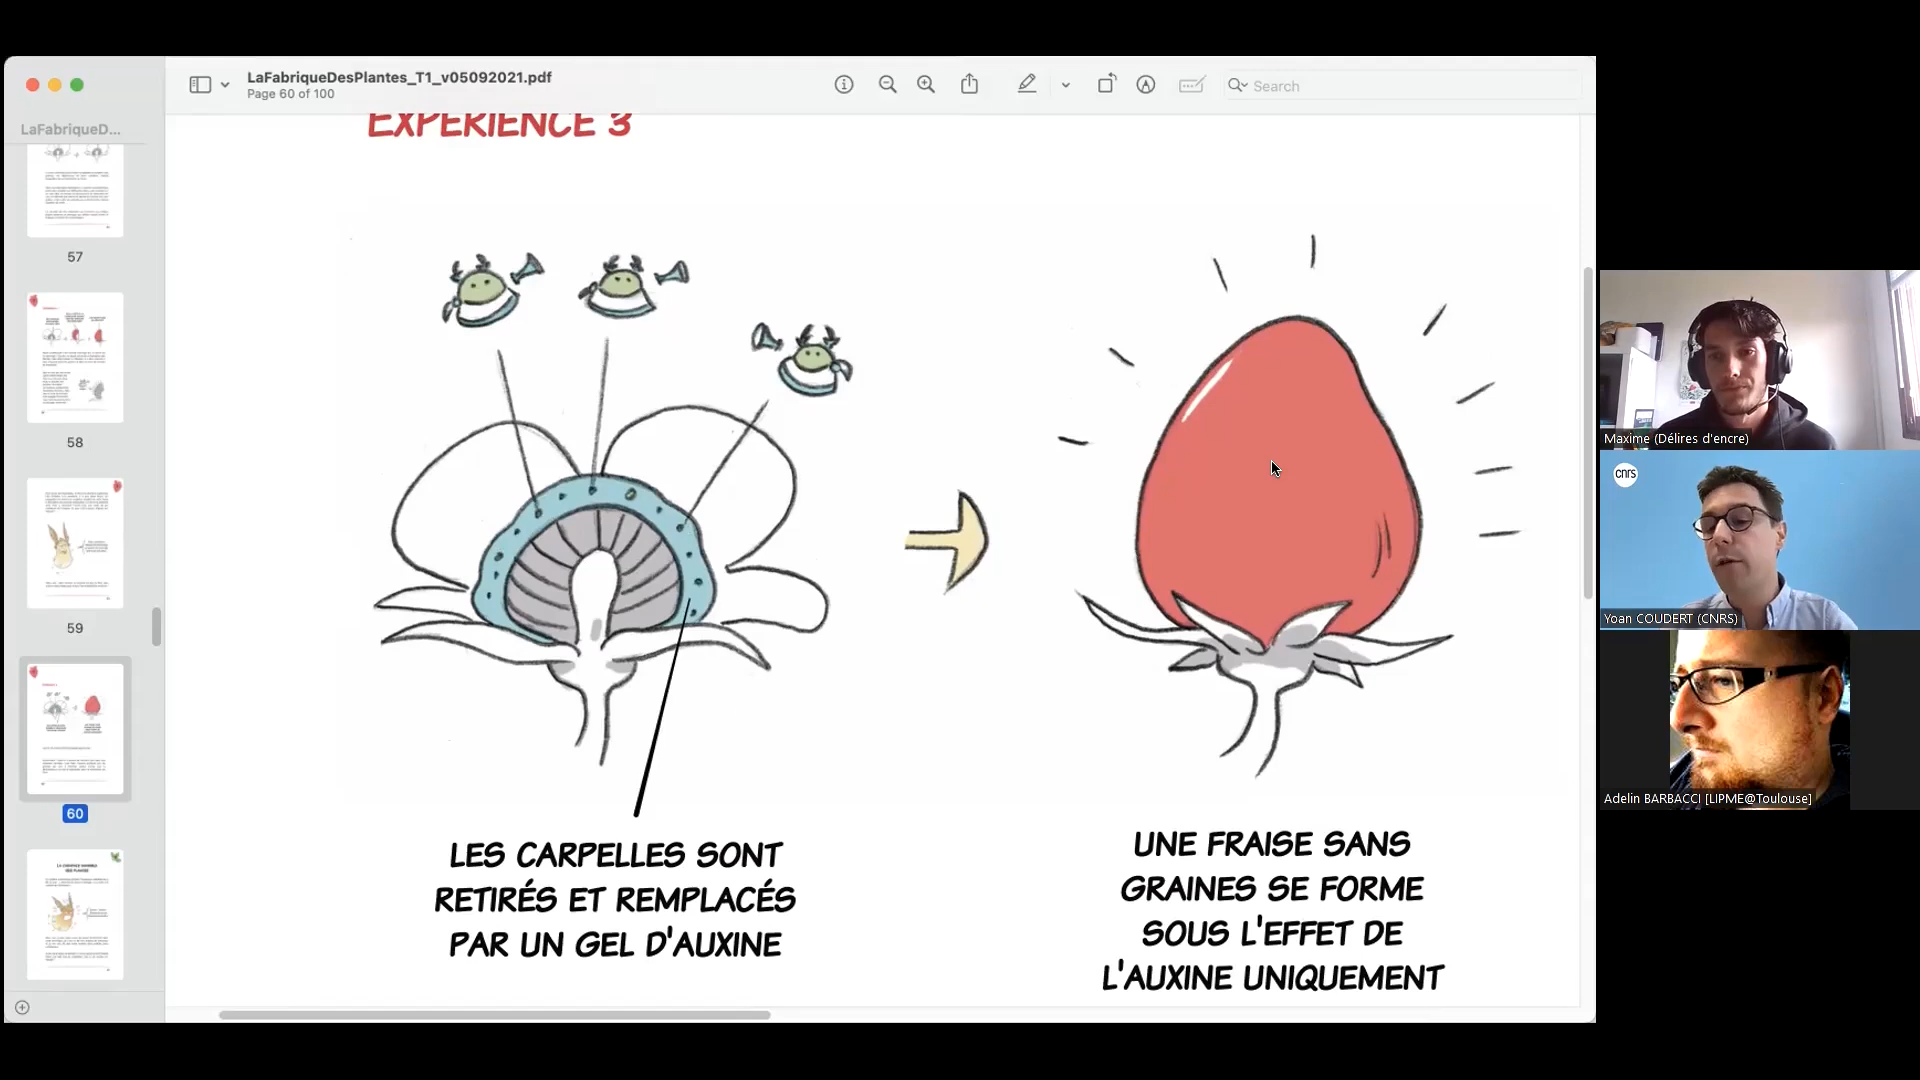 LaFabriqueDesPlantes_T1_v05092021.pdf
Page 60 of 100
Search
LaFabriqueD...
57
58
59
60
EXPÉRIENCE 3
LES CARPELLES SONT
RETIRÉS ET REMPLACÉS
PAR UN GEL D'AUXINE
UNE FRAISE SANS
GRAINES SE FORME
SOUS L'EFFET DE
L'AUXINE UNIQUEMENT
Maxime (Délires d'encre)
cnrs
Yoan COUDERT (CNRS)
Adelin BARBACCI [LIPME@Toulouse]